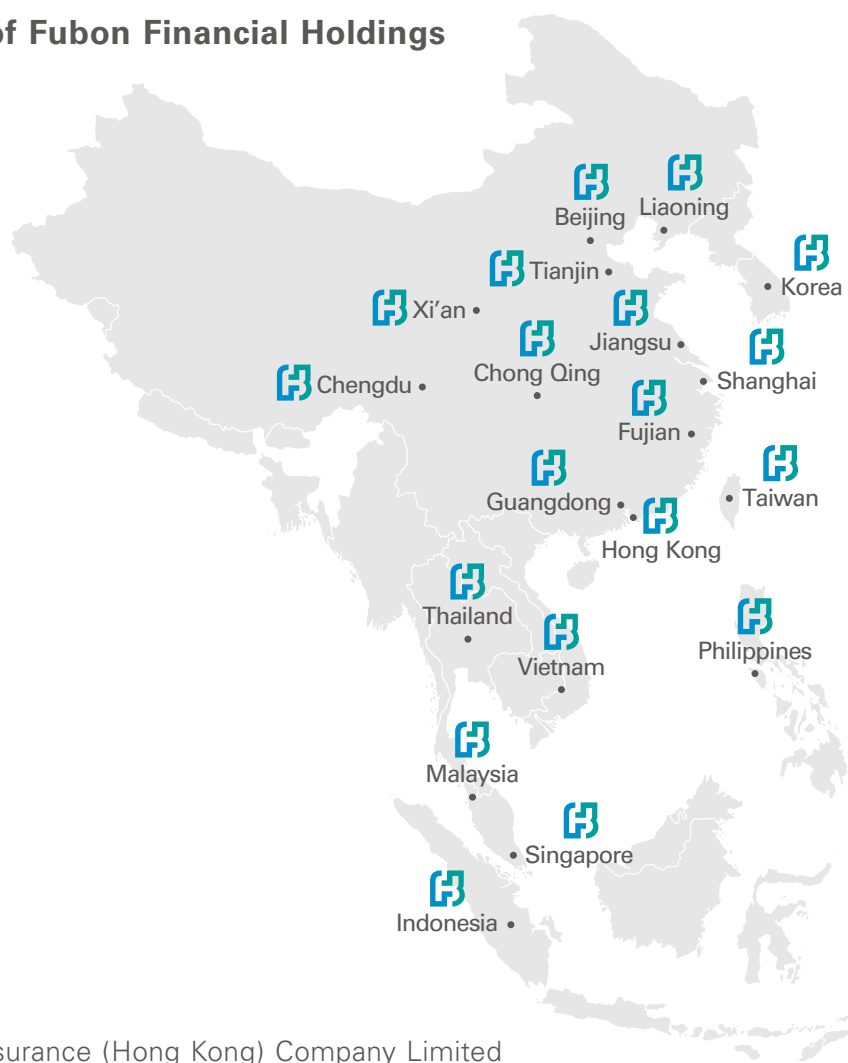 of Fubon Financial Holdings
Beijing
Liaoning
Tianjin
Korea
Xi’an
Jiangsu
Chong Qing
Shanghai
Chengdu
Fujian
Guangdong
Taiwan
Hong Kong
Thailand
Philippines
Vietnam
Malaysia
Singapore
Indonesia
(Hong Kong) Company Limited